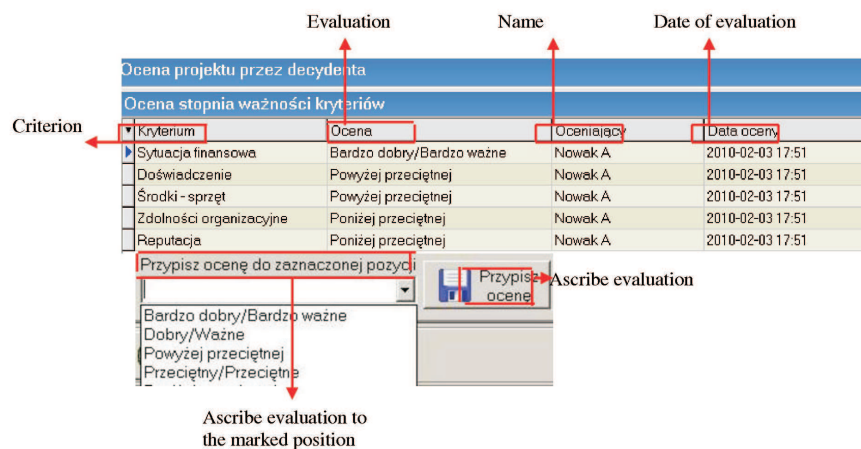 Evaluation Name Date of evaluation
Ocena projektu przez decydenta
Ocena stopnia ważności kryteriów
Criterion
Kryterium Ocena Oceniający Data oceny
Sytuacja finansowa Bardzo dobry/Bardzo ważne Nowak A 2010-02-03 17:51
Doświadczenie Powyżej przeciętnej Nowak A 2010-02-03 17:51
Środki - sprzęt Powyżej przeciętnej Nowak A 2010-02-03 17:51
Zdolności organizacyjne Poniżej przeciętnej Nowak A 2010-02-03 17:51
Reputacja Poniżej przeciętnej Nowak A 2010-02-03 17:51
Przypisz ocenę do zaznaczonej pozycji
Przypisz
ocenę
Ascribe evaluation
Bardzo dobry/Bardzo ważne
Dobry/Ważne
Powyżej przeciętnej
Przeciętny/Przeciętne
Ascribe evaluation to
the marked position